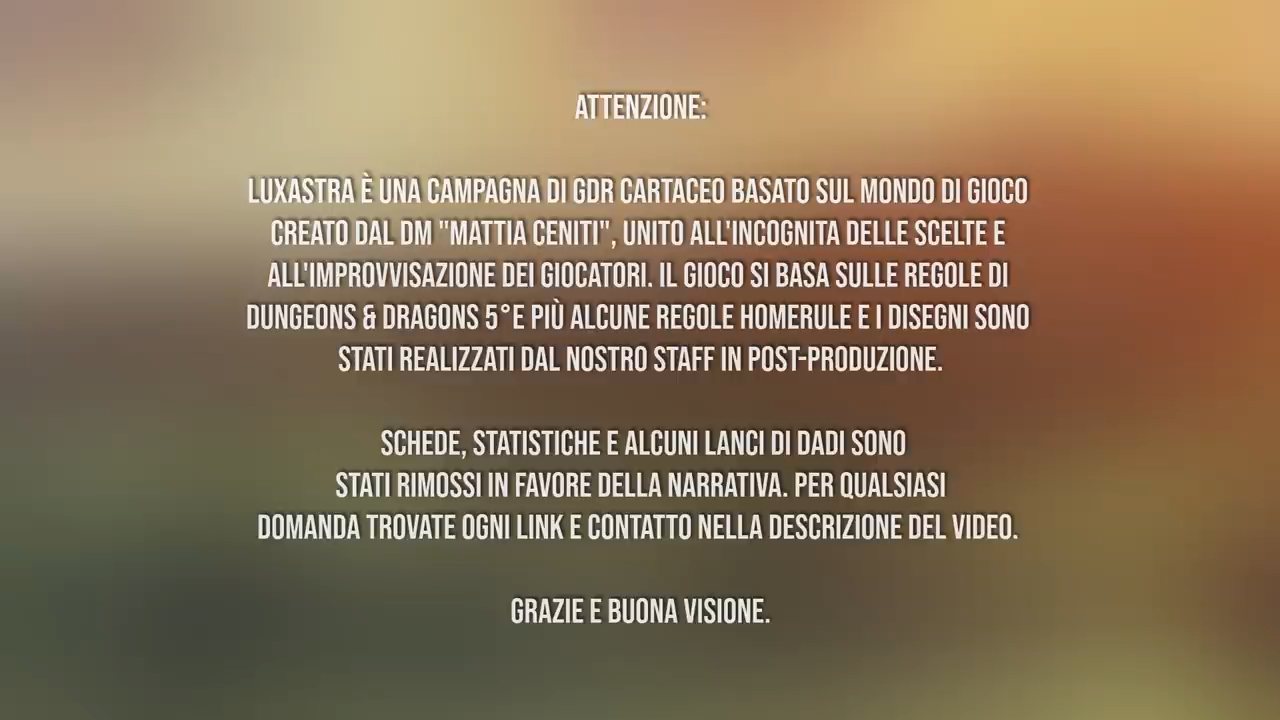 ATTENZIONE:
LUXASTRA È UNA CAMPAGNA DI GDR CARTACEO BASATO SUL MONDO DI GIOCO
CREATO DAL DM "MATTIA CENITI", UNITO ALL'INCOGNITA DELLE SCELTE E
ALL'IMPROVVISAZIONE DEI GIOCATORI. IL GIOCO SI BASA SULLE REGOLE DI
DUNGEONS & DRAGONS 5°E PIÙ ALCUNE REGOLE HOMERULE E I DISEGNI SONO
STATI REALIZZATI DAL NOSTRO STAFF IN POST-PRODUZIONE.
SCHEDE, STATISTICHE E ALCUNI LANCI DI DADI SONO
STATI RIMOSSI IN FAVORE DELLA NARRATIVA. PER QUALSIASI
DOMANDA TROVATE OGNI LINK E CONTATTO NELLA DESCRIZIONE DEL VIDEO.
GRAZIE E BUONA VISIONE.